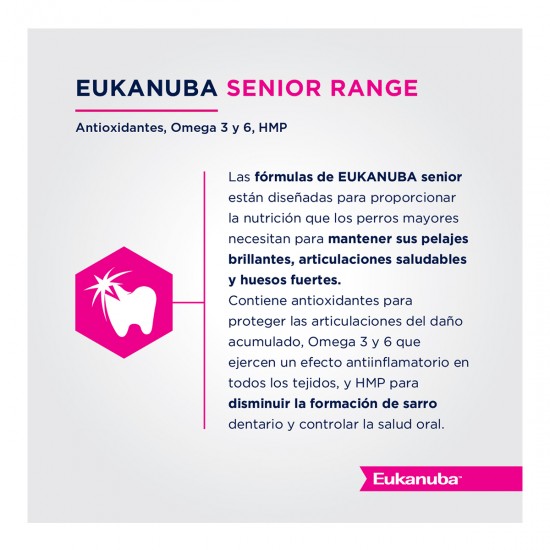 EUKANUBA SENIOR RANGE
Antioxidantes, Omega 3 y 6, HMP
Las fórmulas de EUKANUBA senior
están diseñadas para proporcionar
la nutrición que los perros mayores
necesitan para mantener sus pelajes
brillantes, articulaciones saludables
y huesos fuertes.
Contiene antioxidantes para
proteger las articulaciones del daño
acumulado, Omega 3 y 6 que
ejercen un efecto antiinflamatorio en
todos los tejidos, y HMP para
disminuir la formación de sarro
dentario y controlar la salud oral.
Eukanuba™